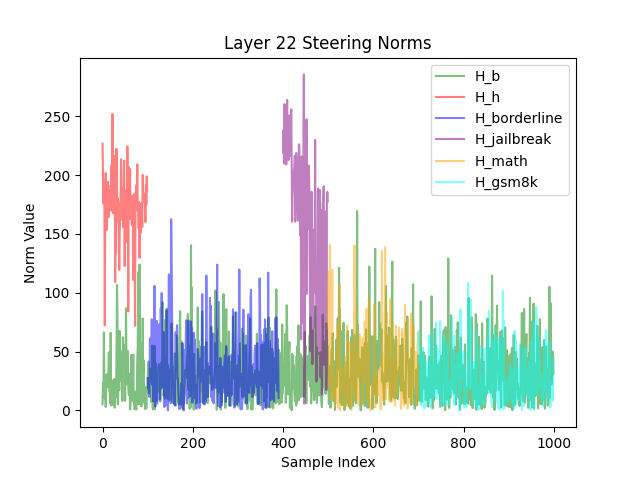 Layer 22 Steering Norms
H_b
H_h
H_borderline
H_jailbreak
H_math
H_gsm8k
Norm Value
250
200
150
100
50
0
0 200 400 600 800 1000
Sample Index